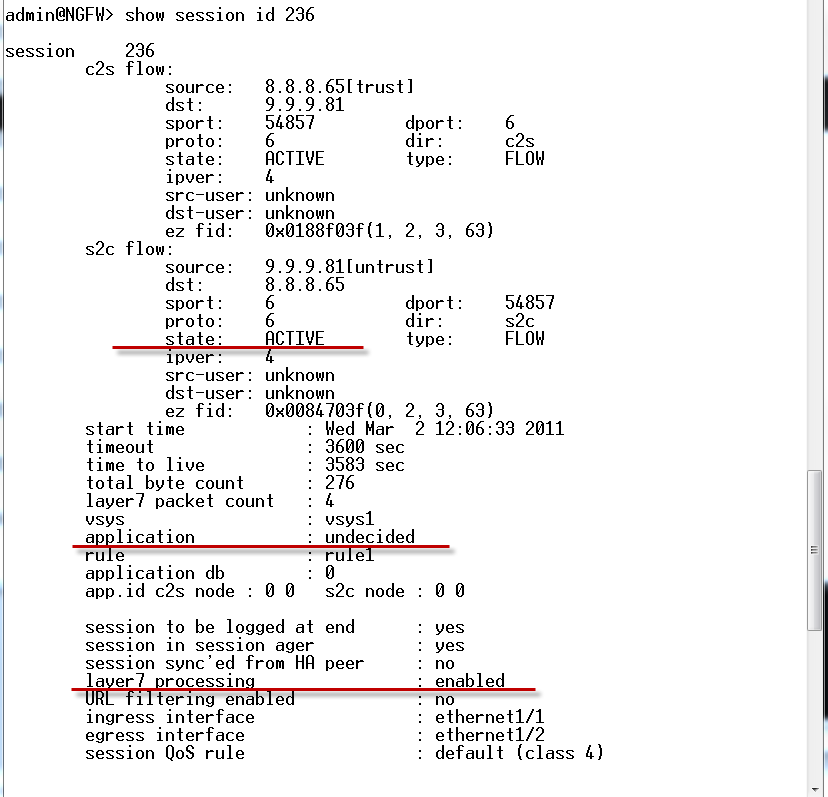 admin@NGFW> show session id 236
session 236
c2s flow:
source: 8.8.8.65[trust]
dst: 9.9.9.81
sport: 54857 dport: 6
proto: 6 dir: c2s
state: ACTIVE type: FLOW
ipver: 4
src-user: unknown
dst-user: unknown
ez fid: 0x0188f03f(1, 2, 3, 63)
s2c flow:
source: 9.9.9.81[untrust]
dst: 8.8.8.65
sport: 6 dport: 54857
proto: 6 dir: s2c
state: ACTIVE type: FLOW
ipver: 4
src-user: unknown
dst-user: unknown
ez fid: 0x0084703f(0, 2, 3, 63)
start time : Wed Mar 2 12:06:33 2011
timeout : 3600 sec
time to live : 3583 sec
total byte count : 276
layer7 packet count : 4
vsys : vsys1
application : undecided
rule : rule1
application db : 0
app.id c2s node : 0 0 s2c node : 0 0
session to be logged at end : yes
session in session ager : yes
session sync'ed from HA peer : no
layer7 processing : enabled
URL filtering enabled : no
ingress interface : ethernet1/1
egress interface : ethernet1/2
session QoS rule : default (class 4)